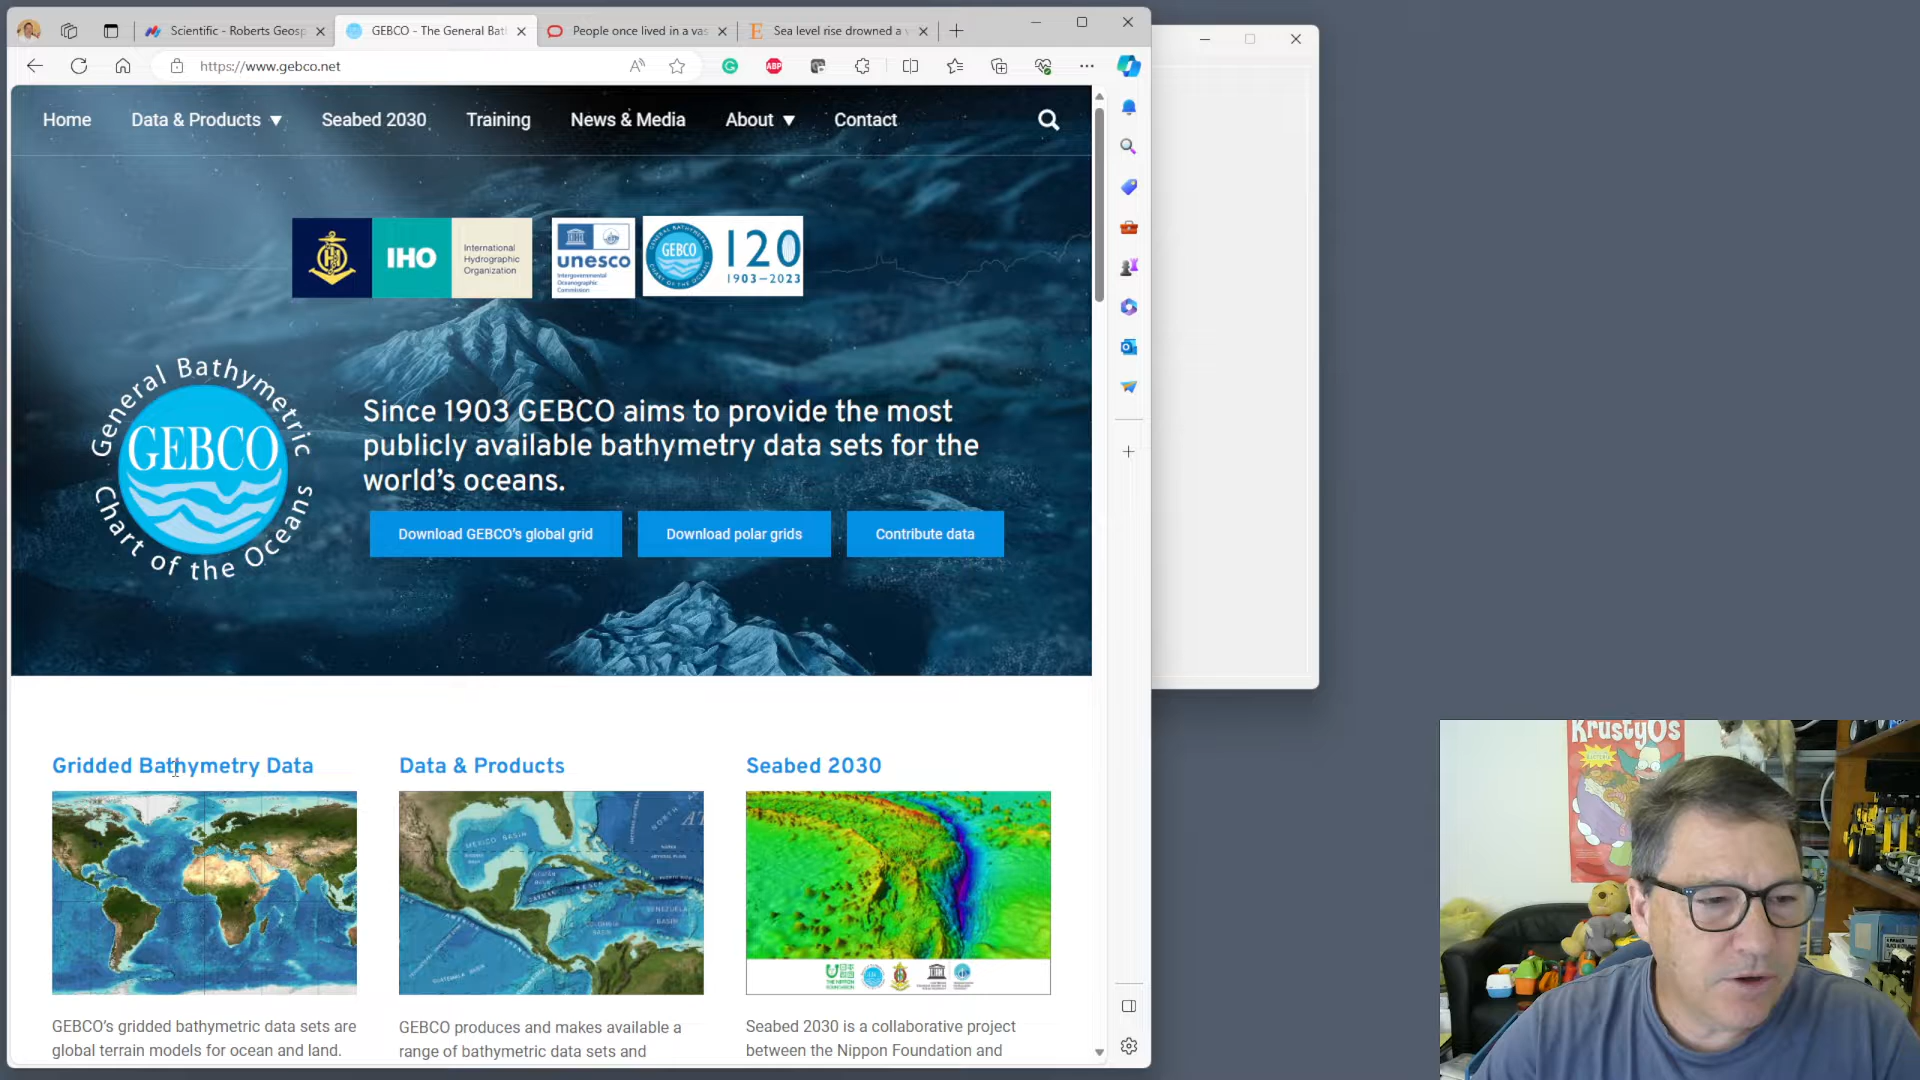 Scientific - Roberts Geosp
GEBCO - The General Bat
People once lived in a vas
Sea level rise drowned a v
https://www.gebco.net
ABP
Home
Data & Products ▼
Seabed 2030
Training
News & Media
About ▼
Contact
IHO
International
Hydrographic
Organization
unesco
Intergovernmental
Oceanographic
Commission
GEBCO
120
1903–2023
General Bathymetric
GEBCO
Chart of the Oceans
Since 1903 GEBCO aims to provide the most
publicly available bathymetry data sets for the
world's oceans.
Download GEBCO's global grid
Download polar grids
Contribute data
Gridded Bathymetry Data
Data & Products
Seabed 2030
MEXICO BASIN
GEBCO's gridded bathymetric data sets are
global terrain models for ocean and land.
GEBCO produces and makes available a
range of bathymetric data sets and
Seabed 2030 is a collaborative project
between the Nippon Foundation and
KrustyOs